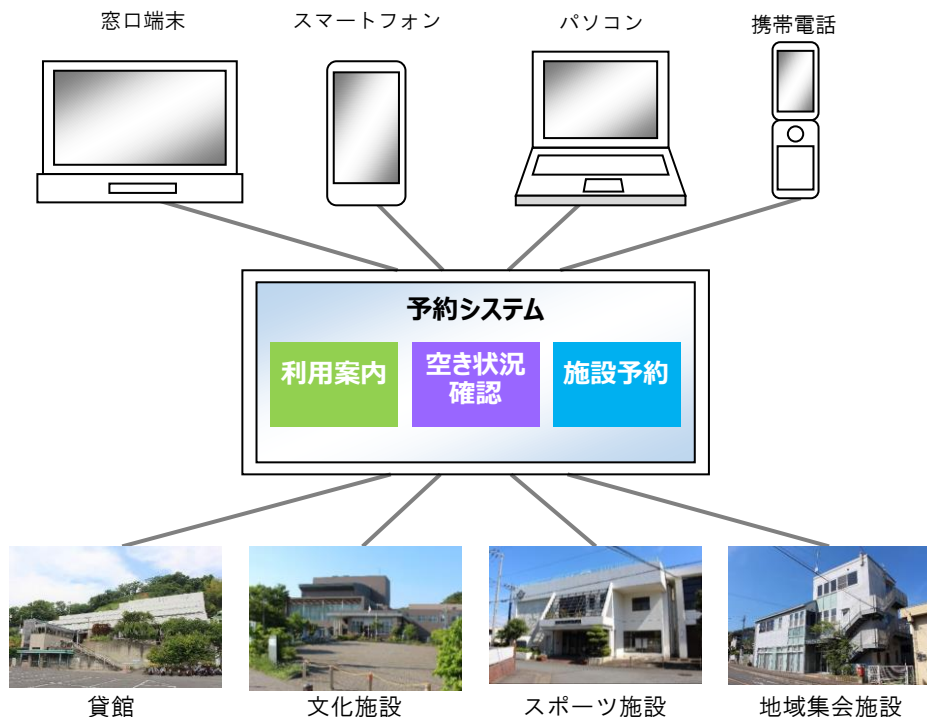 窓口端末
スマートフォン
パソコン
携帯電話
予約システム
利用案内
空き状況
確認
施設予約
貸館
文化施設
スポーツ施設
地域集会施設